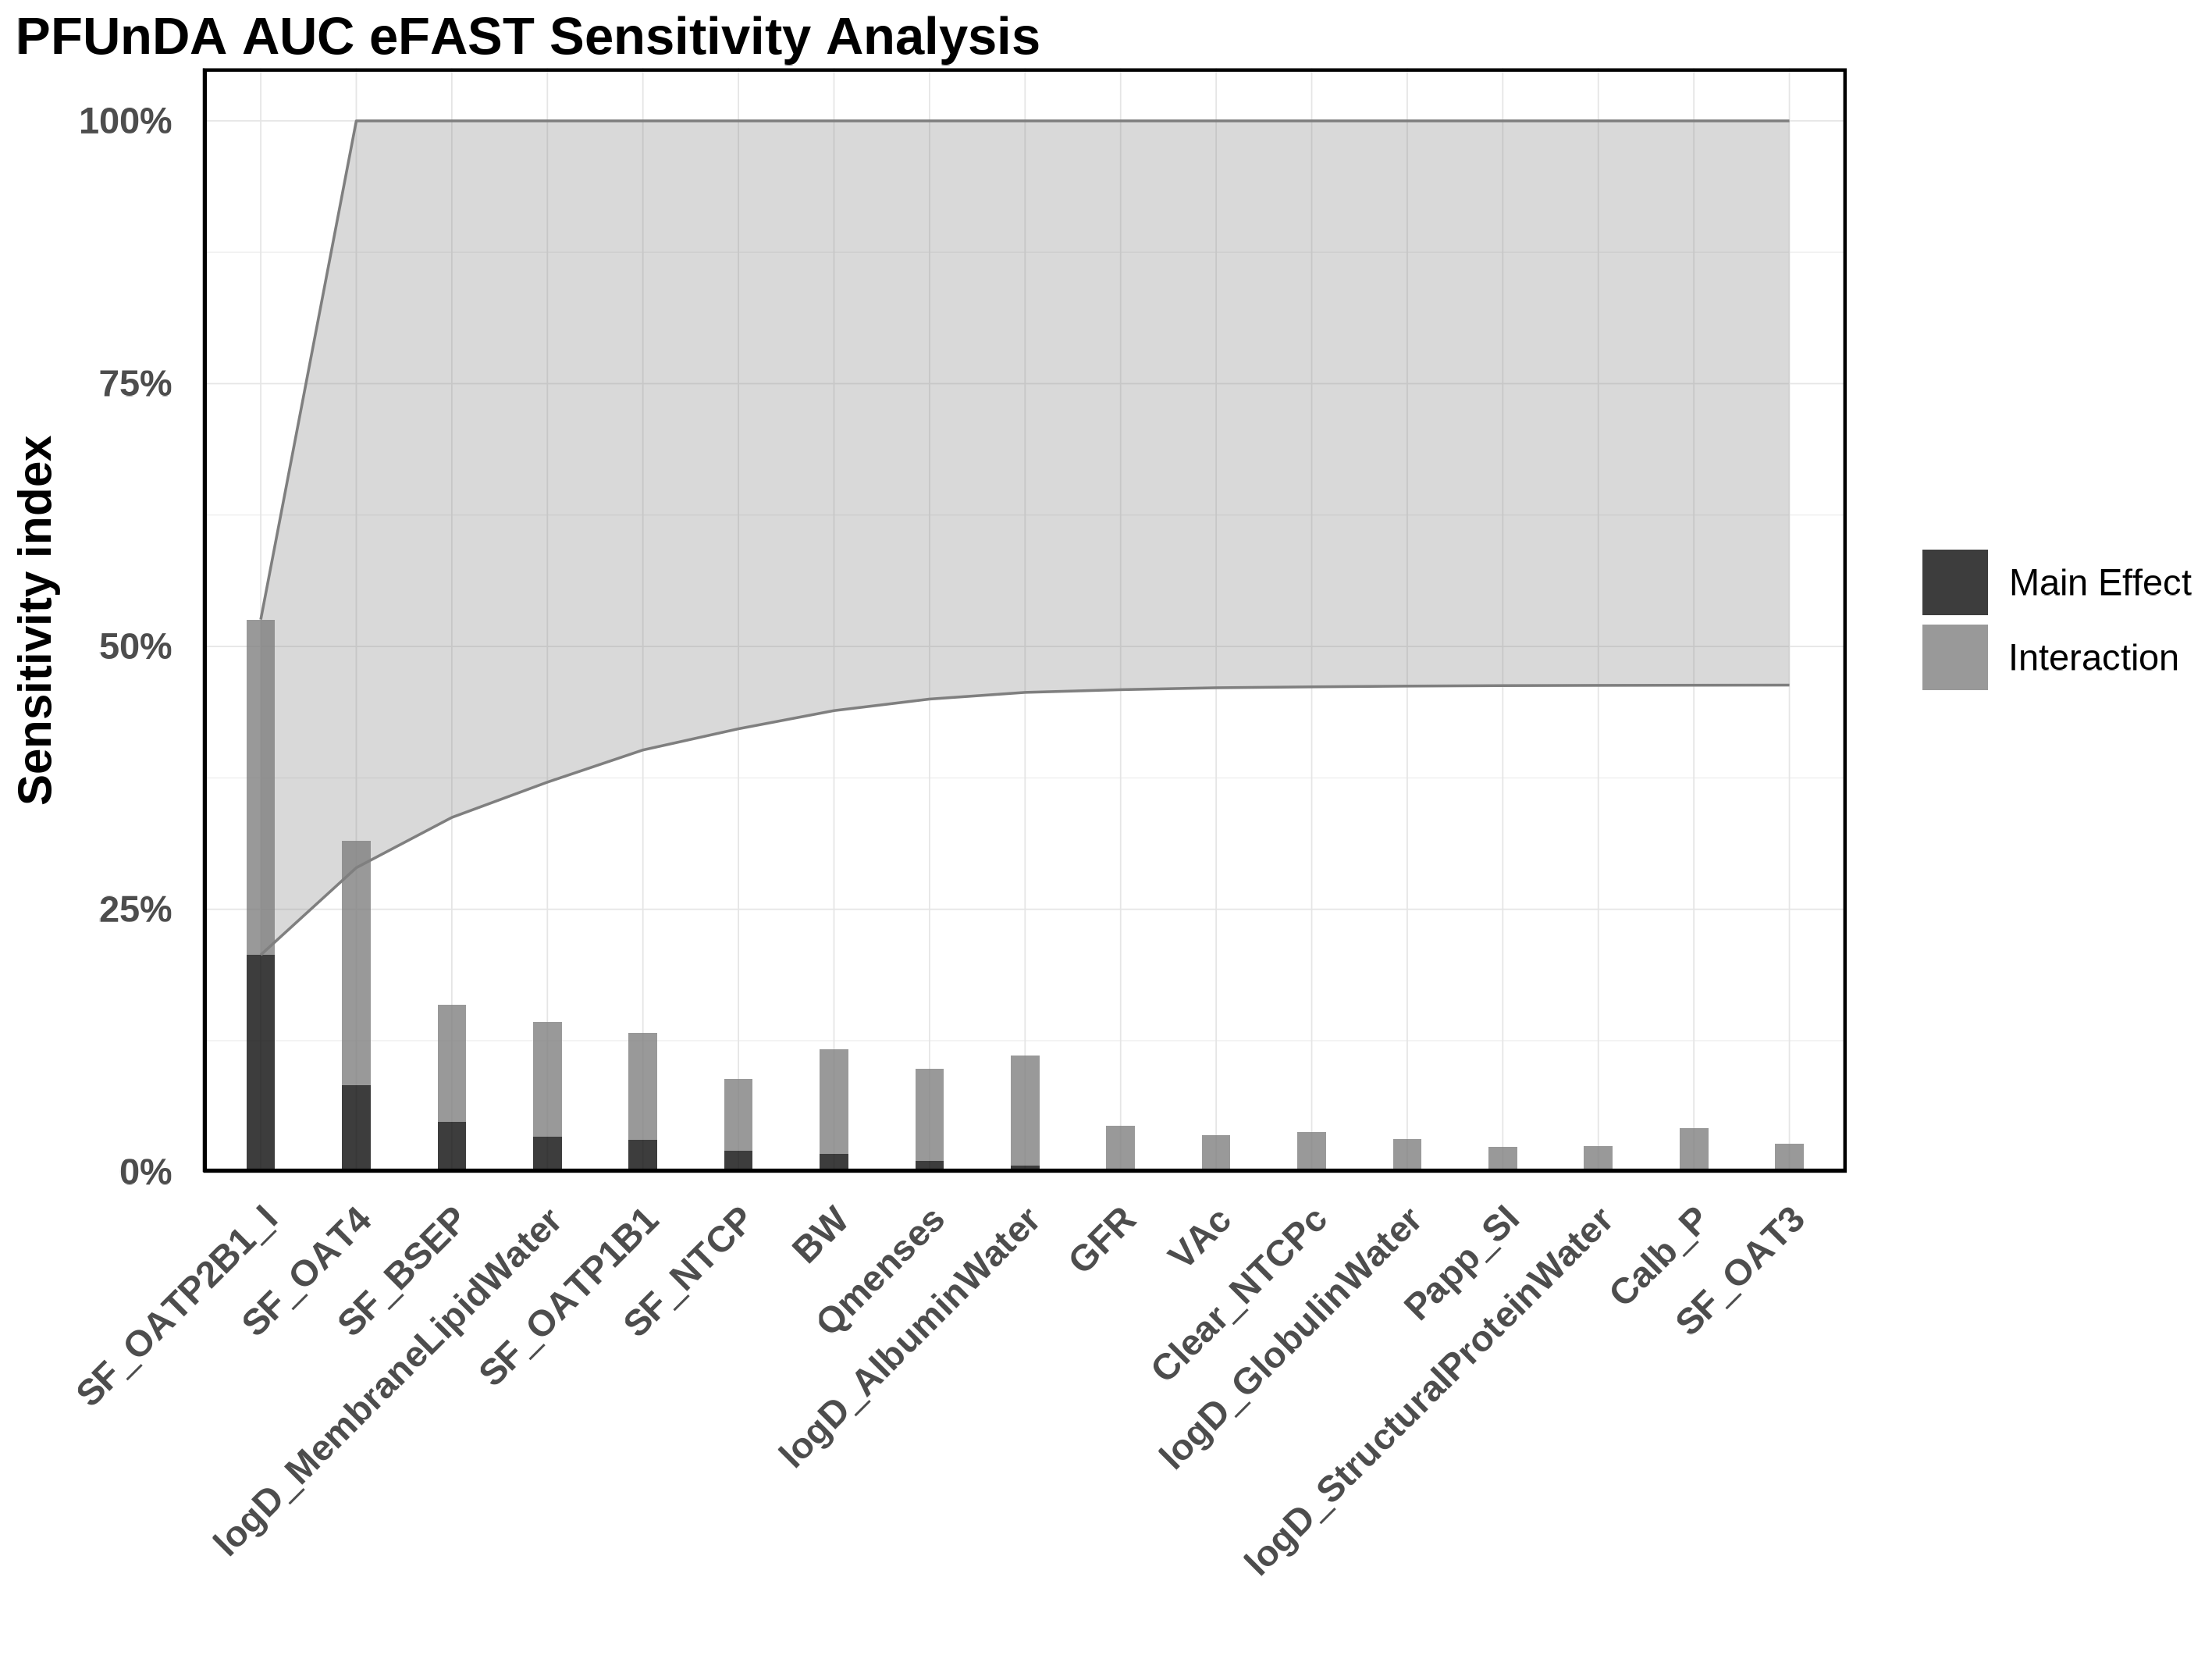 PFUnDA AUC eFAST Sensitivity Analysis
Sensitivity index
100%
75%
50%
25%
0%
Main Effect
Interaction
SF_OATP2B1_I
SF_OAT4
SF_BSEP
logD_MembraneLipidWater
SF_OATP1B1
SF_NTCP
BW
Qmenses
logD_AlbuminWater
GFR
VAc
Clear_NTCPc
logD_GlobulinWater
Papp_SI
logD_StructuralProteinWater
Calb_P
SF_OAT3